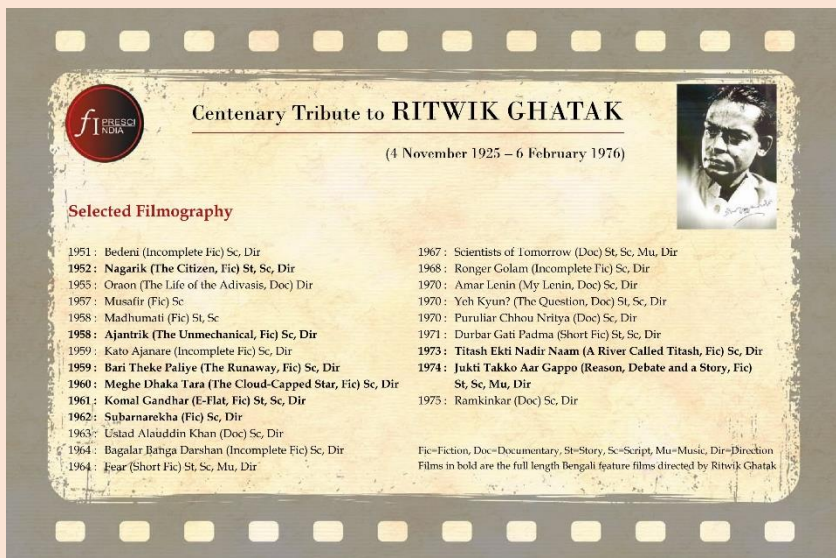 fI PRESCI
NDIA
Centenary Tribute to RITWIK GHATAK
(4 November 1925 – 6 February 1976)
Selected Filmography
1951 : Bedeni (Incomplete Fic) Sc, Dir
1952 : Nagarik (The Citizen, Fic) St, Sc, Dir
1955 : Oraon (The Life of the Adivasis, Doc) Dir
1957 : Musafir (Fic) Sc
1958 : Madhumati (Fic) St, Sc
1958 : Ajantrik (The Unmechanical, Fic) Sc, Dir
1959 : Kato Ajanare (Incomplete Fic) Sc, Dir
1959 : Bari Theke Paliye (The Runaway, Fic) Sc, Dir
1960 : Meghe Dhaka Tara (The Cloud-Capped Star, Fic) Sc, Dir
1961 : Komal Gandhar (E-Flat, Fic) St, Sc, Dir
1962 : Subarnarekha (Fic) Sc, Dir
1963 : Ustad Alauddin Khan (Doc) Sc, Dir
1964 : Bagalar Banga Darshan (Incomplete Fic) Sc, Dir
1964 : Fear (Short Fic) St, Sc, Mu, Dir
1967 : Scientists of Tomorrow (Doc) St, Sc, Mu, Dir
1968 : Ronger Golam (Incomplete Fic) Sc, Dir
1970 : Amar Lenin (My Lenin, Doc) Sc, Dir
1970 : Yeh Kyun? (The Question, Doc) St, Sc, Dir
1970 : Puruliar Chhou Nritya (Doc) Sc, Dir
1971 : Durbar Gati Padma (Short Fic) St, Sc, Dir
1973 : Titash Ekti Nadir Naam (A River Called Titash, Fic) Sc, Dir
1974 : Jukti Takko Aar Gappo (Reason, Debate and a Story, Fic)
St, Sc, Mu, Dir
1975 : Ramkinkar (Doc) Sc, Dir
Fic=Fiction, Doc=Documentary, St=Story, Sc=Script, Mu=Music, Dir=Direction
Films in bold are the full length Bengali feature films directed by Ritwik Ghatak